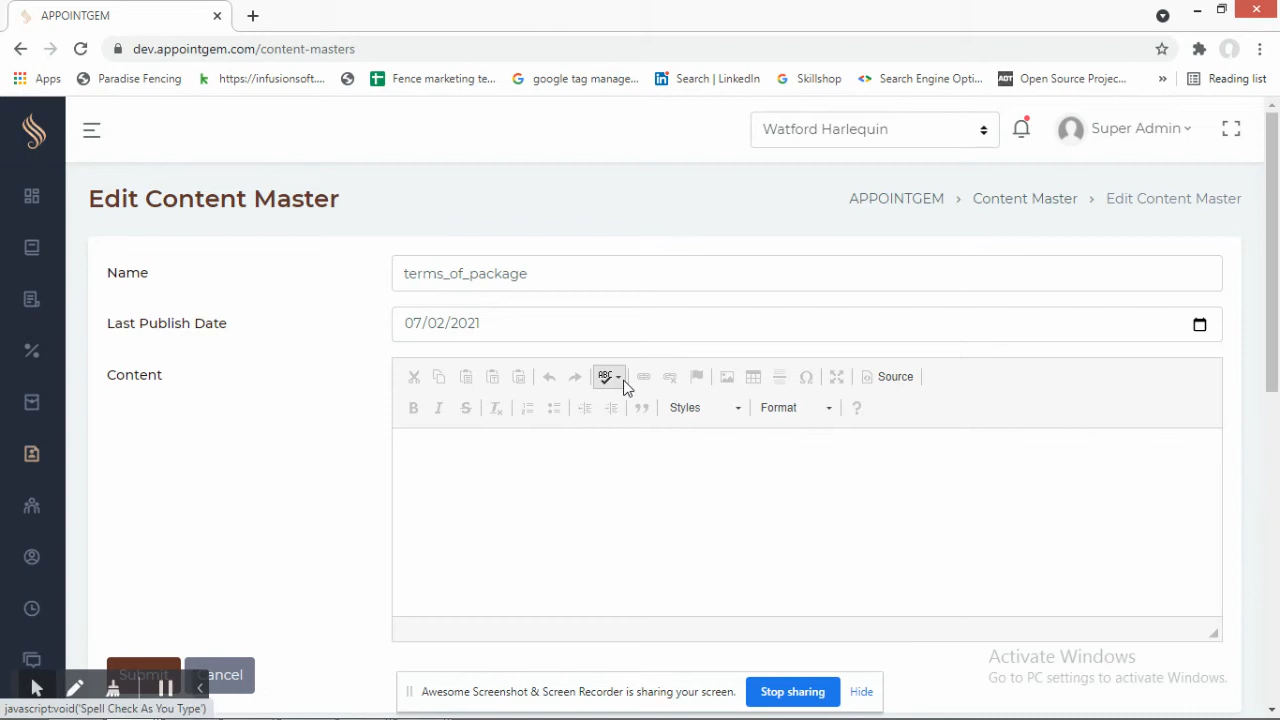 APPOINTGEM
dev.appointgem.com/content-masters
Apps
Paradise Fencing
https://infusionsoft....
Fence marketing te...
google tag manage...
Search | LinkedIn
Skillshop
Search Engine Opti...
Open Source Projec...
»
Reading list
Watford Harlequin
Super Admin
Edit Content Master
APPOINTGEM > Content Master > Edit Content Master
Name
terms_of_package
Last Publish Date
07/02/2021
Content
ABC
Source
B I S
Styles
Format
?
Submit
Cancel
Activate Windows
Go to PC settings to activate Windows.
Awesome Screenshot & Screen Recorder is sharing your screen.
Stop sharing
Hide
javascript:void('Spell Check As You Type')